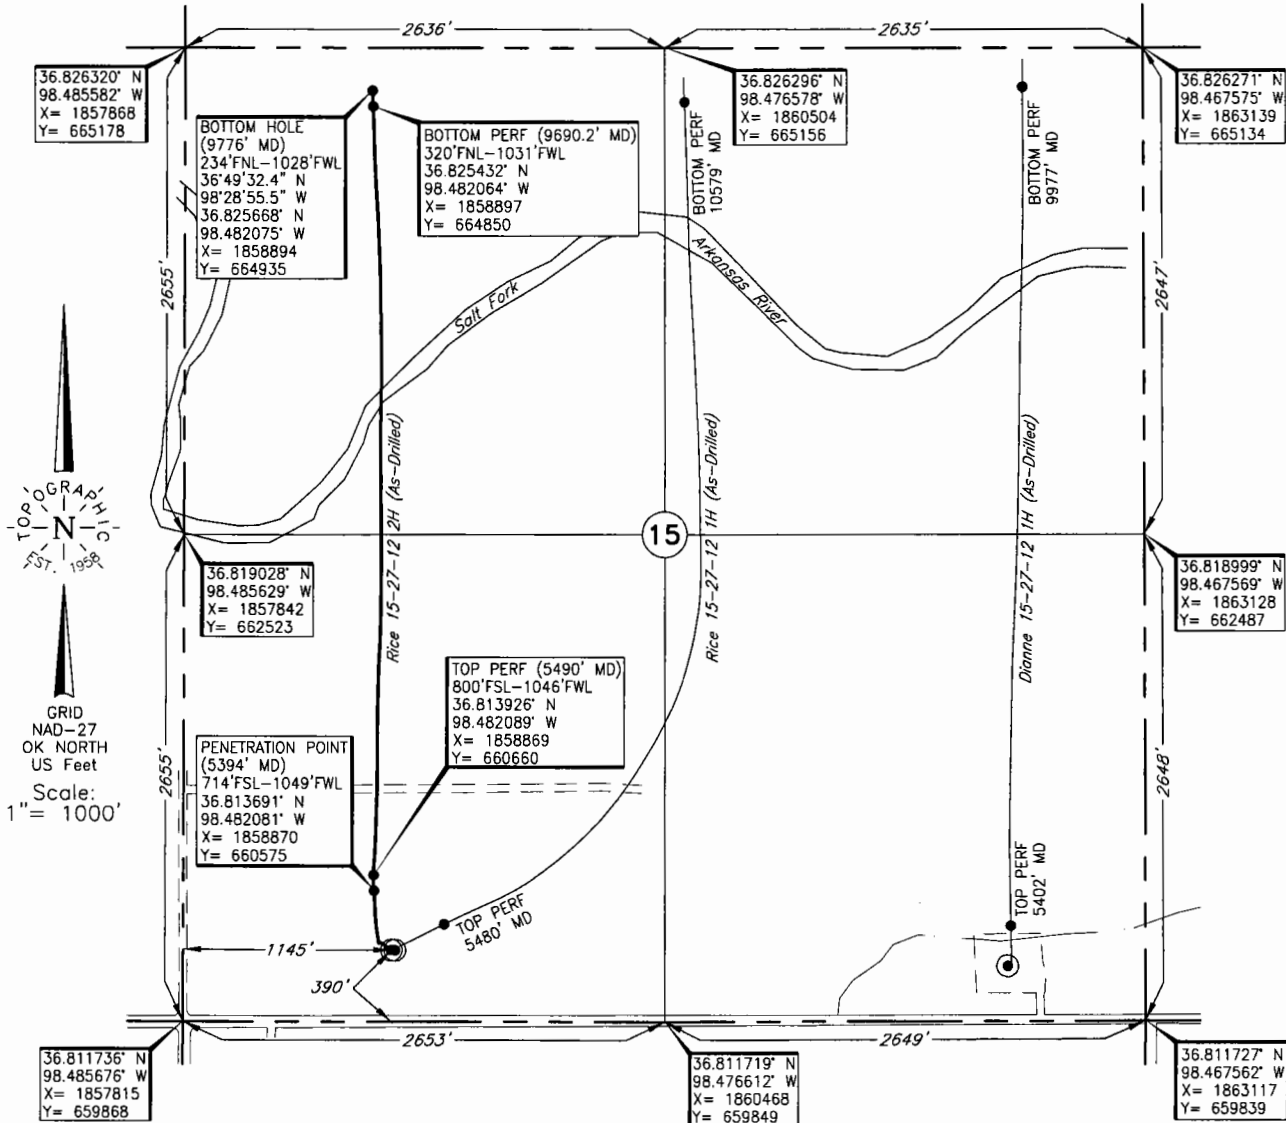 2636'
2635'
36.826320° N
98.485582° W
X= 1857868
Y= 665178
36.826296° N
98.476578° W
X= 1860504
Y= 665156
36.826271° N
98.467575° W
X= 1863139
Y= 665134
BOTTOM HOLE
(9776' MD)
234'FNL-1028'FWL
36°49'32.4" N
98°28'55.5" W
36.825668° N
98.482075° W
X= 1858894
Y= 664935
BOTTOM PERF (9690.2' MD)
320'FNL-1031'FWL
36.825432° N
98.482064° W
X= 1858897
Y= 664850
BOTTOM PERF
10579' MD
BOTTOM PERF
9977' MD
2655'
2647'
Salt Fork
Arkansas River
Rice 15-27-12 2H (As-Drilled)
Rice 15-27-12 1H (As-Drilled)
Dianne 15-27-12 1H (As-Drilled)
15
TOPOGRAPHIC
N
EST. 1958
36.819028° N
98.485629° W
X= 1857842
Y= 662523
36.818999° N
98.467569° W
X= 1863128
Y= 662487
GRID
NAD-27
OK NORTH
US Feet
Scale:
1"= 1000'
TOP PERF (5490' MD)
800'FSL-1046'FWL
36.813926° N
98.482089° W
X= 1858869
Y= 660660
PENETRATION POINT
(5394' MD)
714'FSL-1049'FWL
36.813691° N
98.482081° W
X= 1858870
Y= 660575
2655'
2648'
TOP PERF
5480' MD
TOP PERF
5402' MD
1145'
390'
2653'
2649'
36.811736° N
98.485676° W
X= 1857815
Y= 659868
36.811719° N
98.476612° W
X= 1860468
Y= 659849
36.811727° N
98.467562° W
X= 1863117
Y= 659839